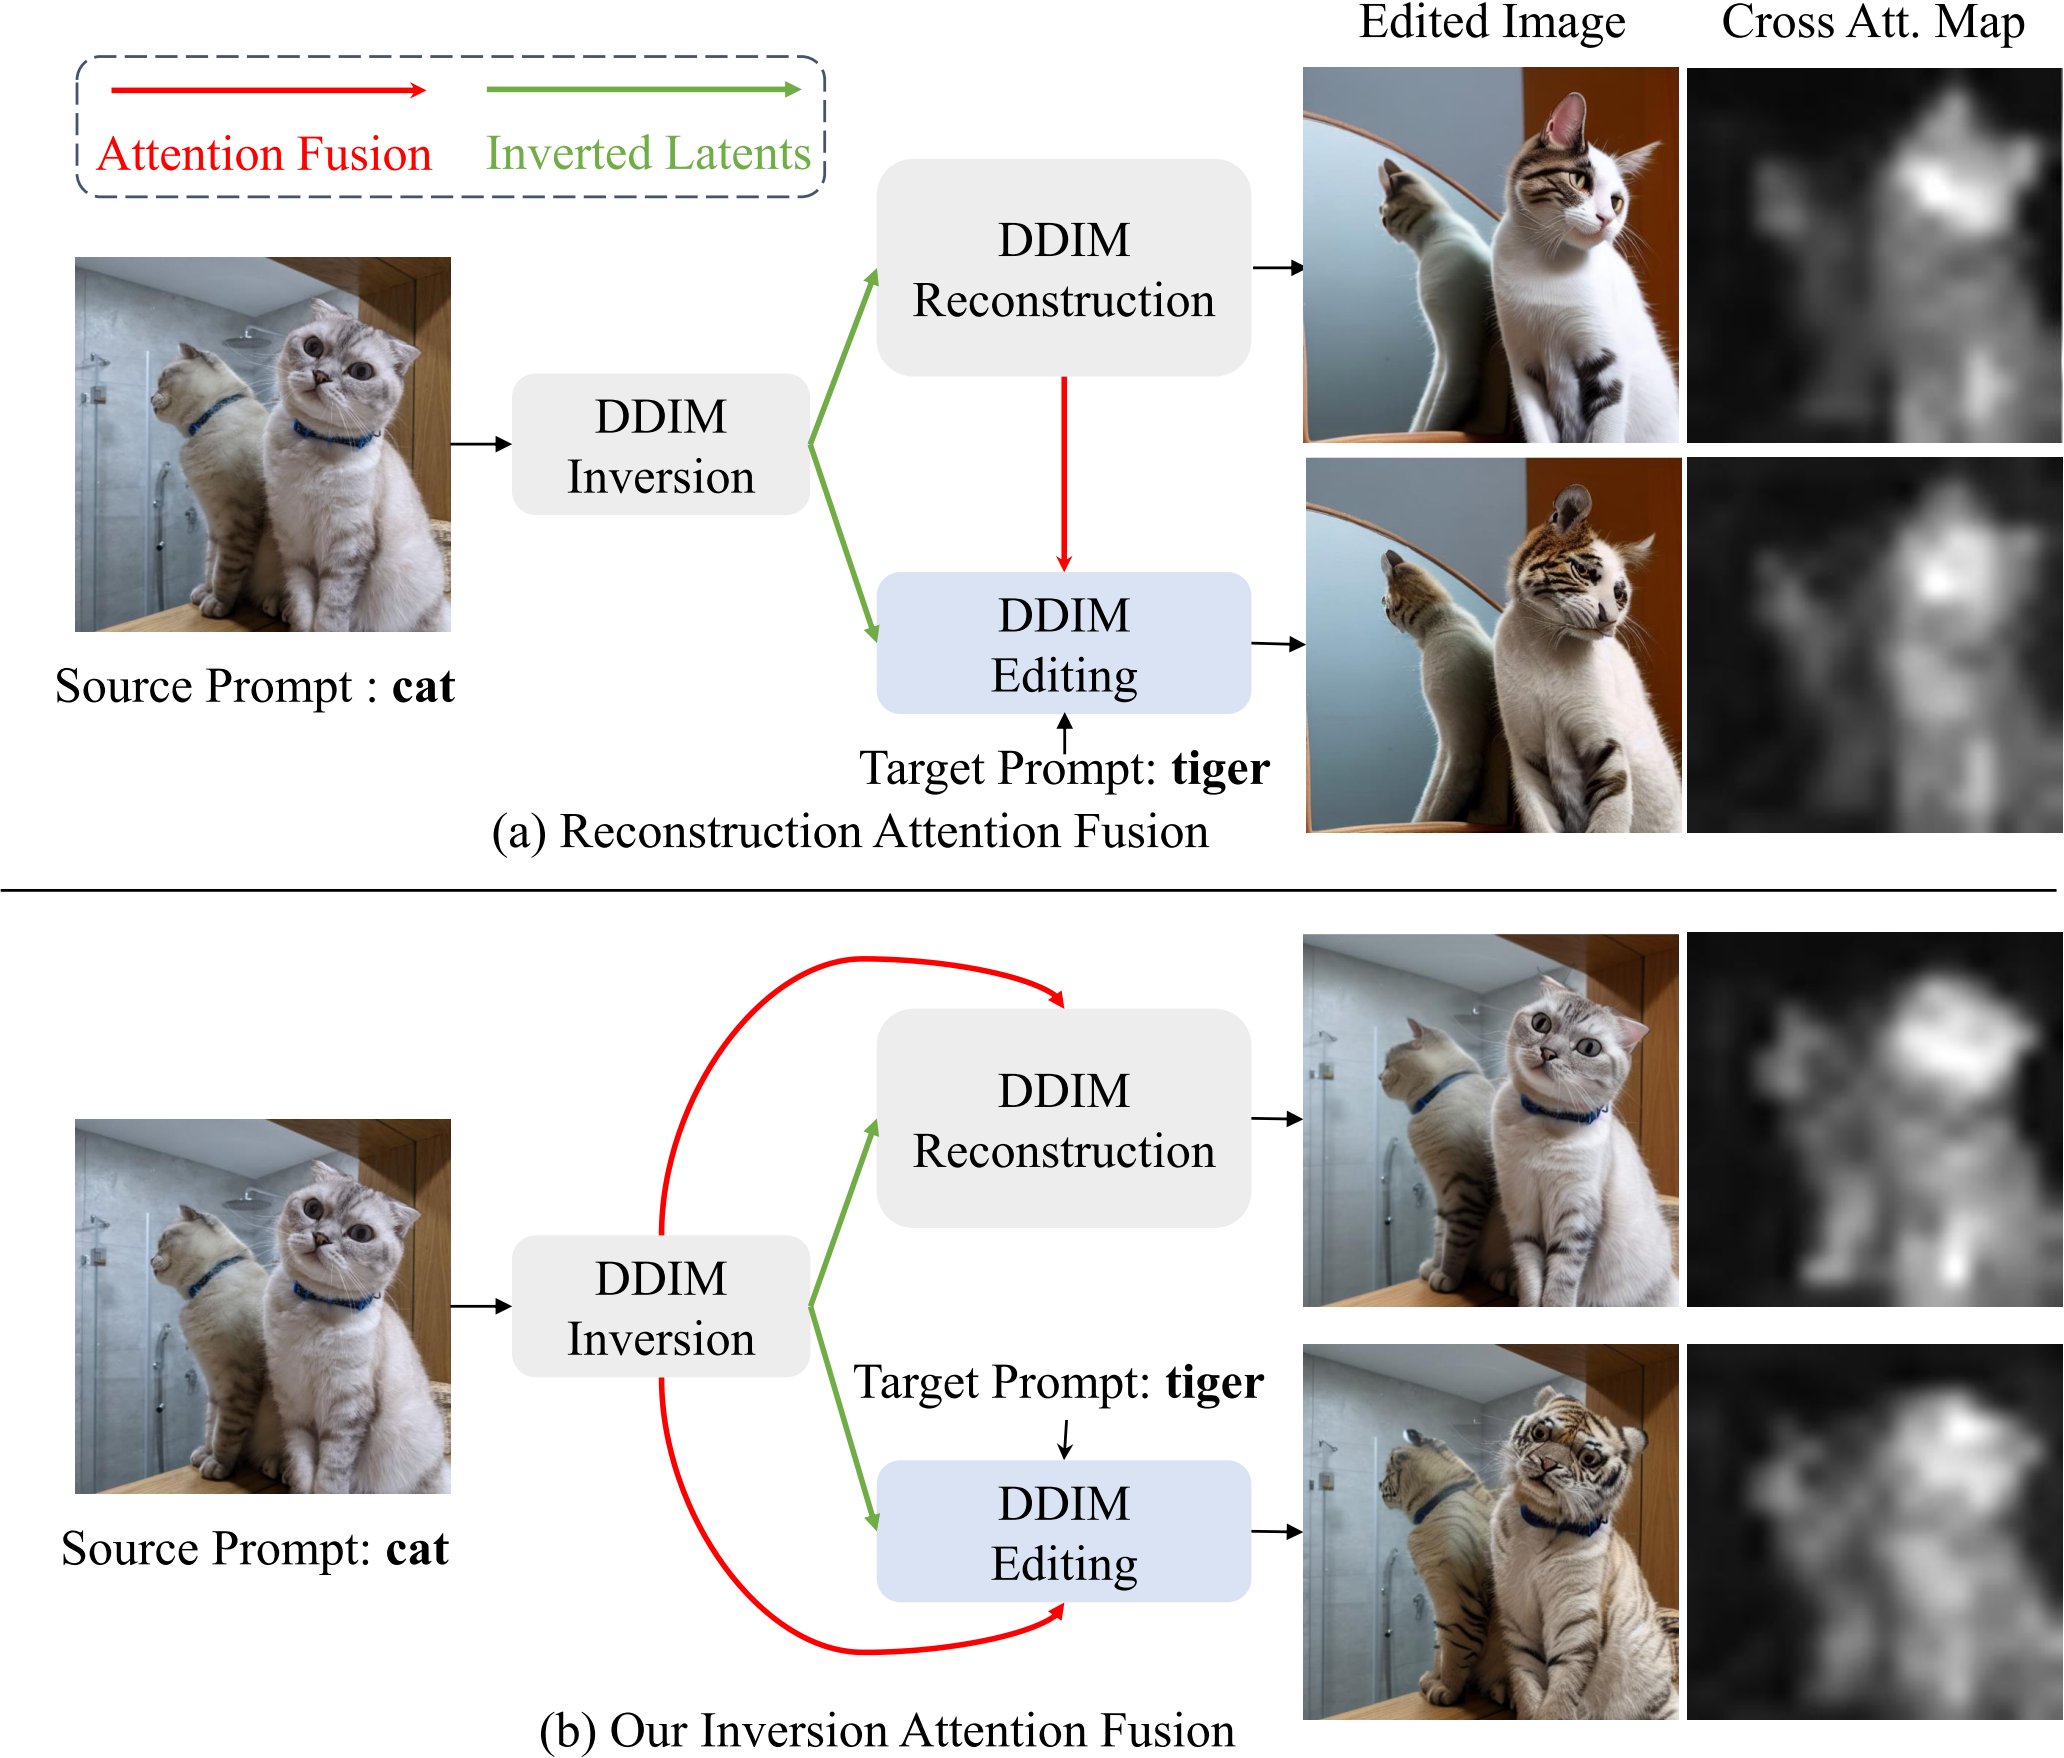 Edited Image
Cross Att. Map
Attention Fusion
Inverted Latents
DDIM
Reconstruction
DDIM
Inversion
Source Prompt : cat
DDIM
Editing
Target Prompt: tiger
(a) Reconstruction Attention Fusion
DDIM
Reconstruction
DDIM
Inversion
Target Prompt: tiger
DDIM
Editing
Source Prompt: cat
(b) Our Inversion Attention Fusion